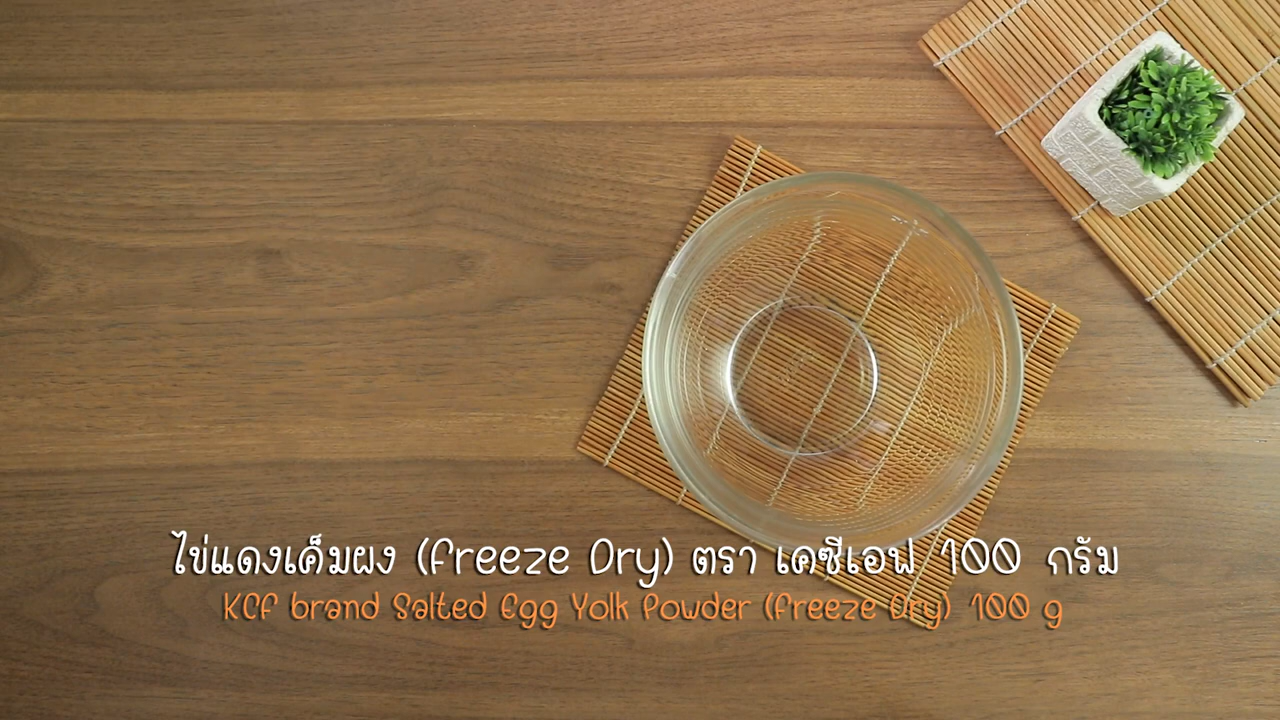 ไข่แดงเค็มผง (Freeze Dry) ตรา เคซีเอฟ 100 กรัม
KCF brand Salted Egg Yolk Powder (Freeze Dry) 100 g